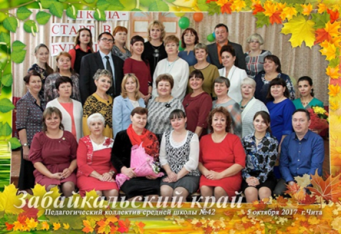 Забайкальский край
Педагогический коллектив средней школы №42 5 октября 2017 г.Чита